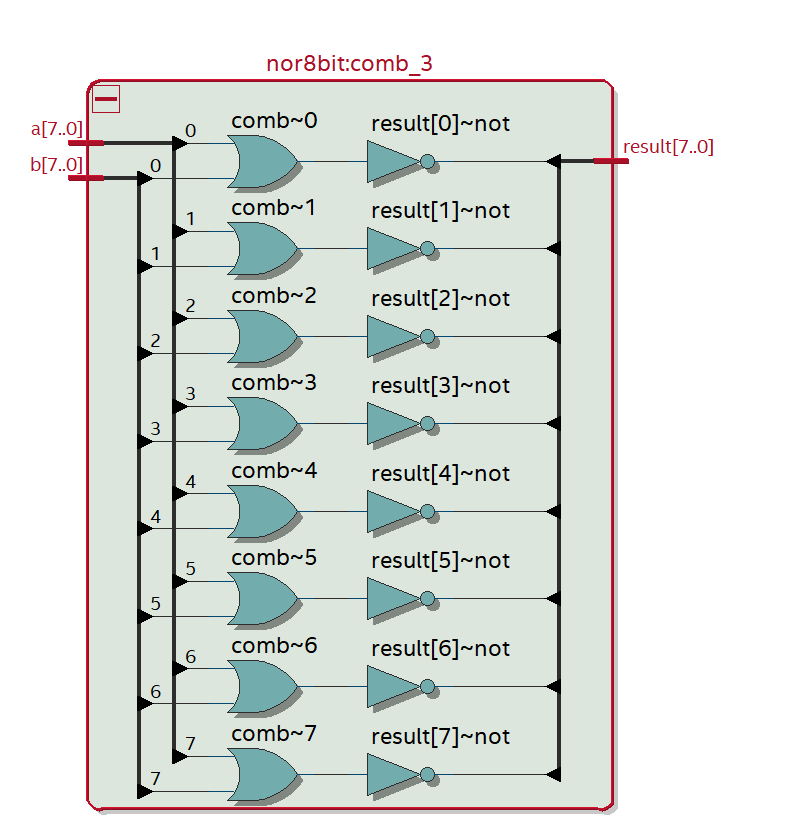 nor8bit:comb_3
a[7..0]
b[7..0]
result[7..0]
comb~0 result[0]~not
0
0
comb~1 result[1]~not
1
1
comb~2 result[2]~not
2
2
comb~3 result[3]~not
3
3
comb~4 result[4]~not
4
4
comb~5 result[5]~not
5
5
comb~6 result[6]~not
6
6
comb~7 result[7]~not
7
7